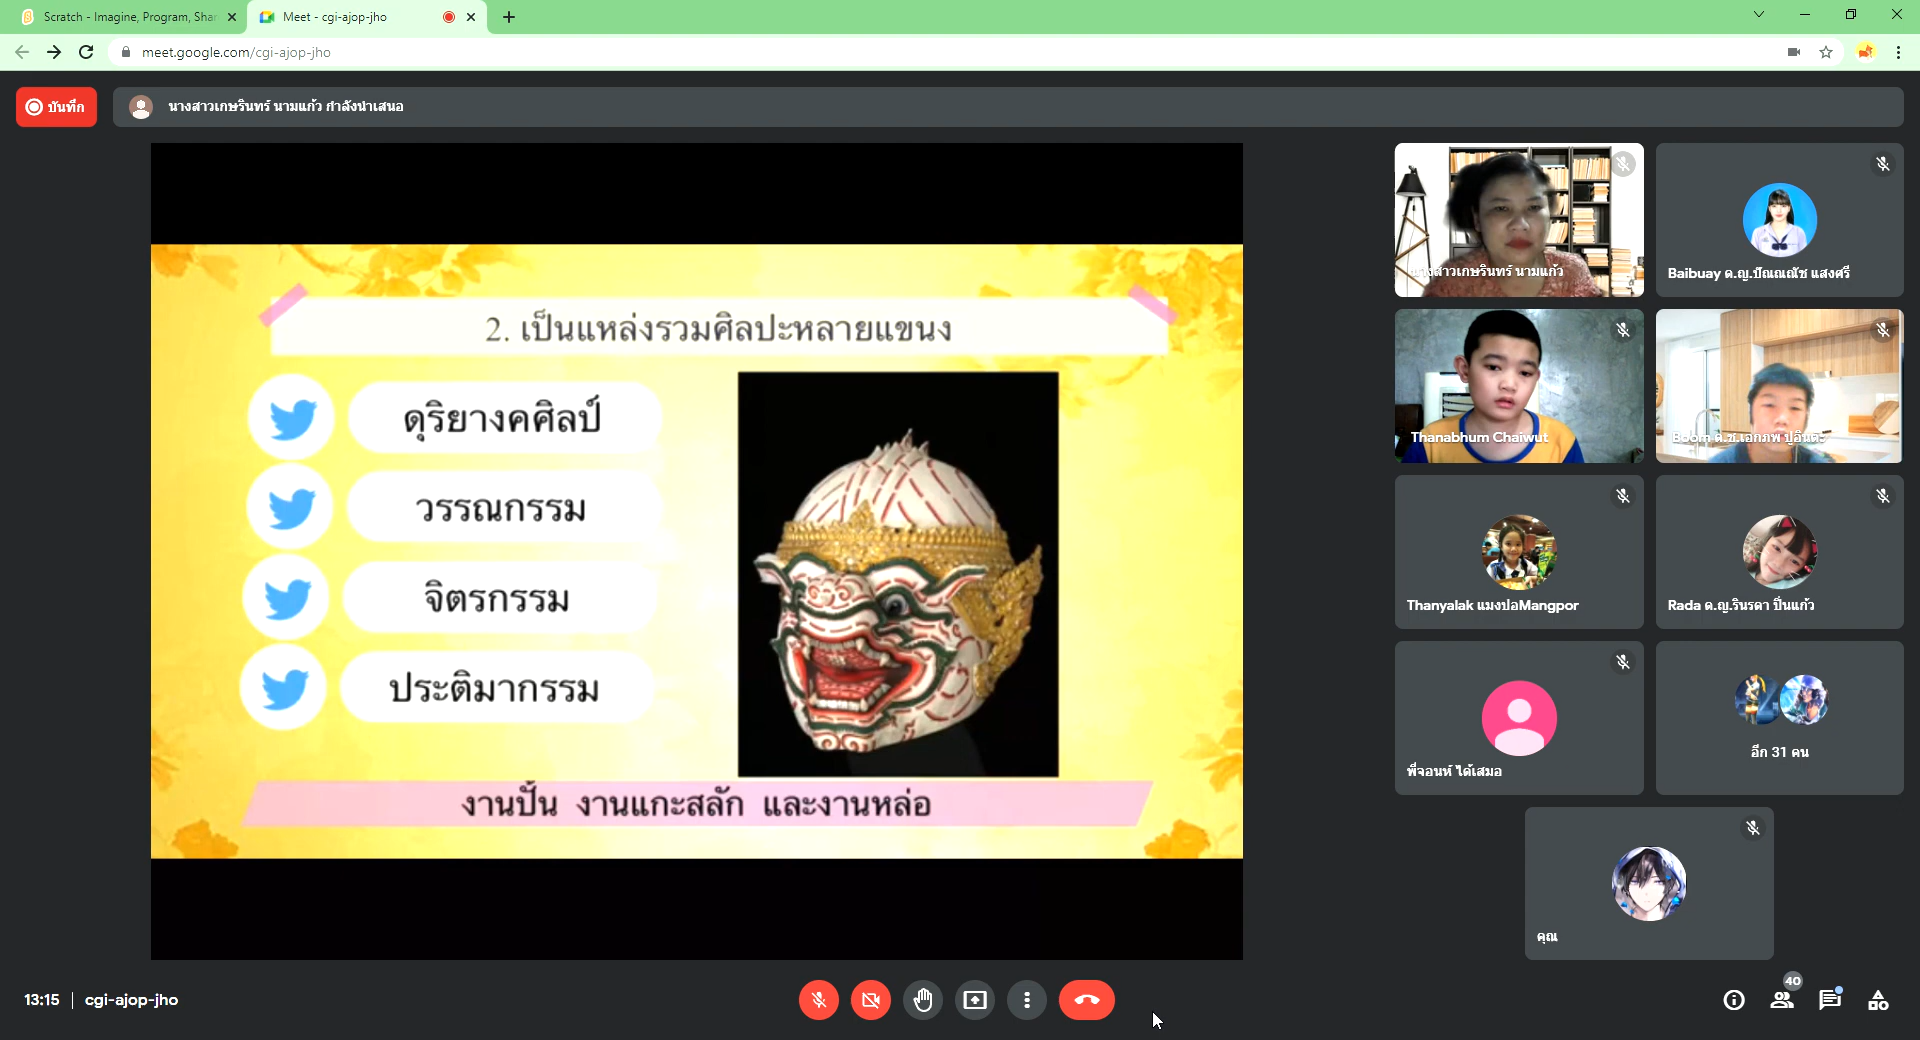 Scratch - Imagine, Program, Shar
Meet - cgi-ajop-jho
meet.google.com/cgi-ajop-jho
บันทึก
นางสาวเกษรินทร์ นามแก้ว กำลังนำเสนอ
2. เป็นแหล่งรวมศิลปะหลายแขนง
ดุริยางคศิลป์
วรรณกรรม
จิตรกรรม
ประติมากรรม
งานปั้น งานแกะสลัก และงานหล่อ
นางสาวเกษรินทร์ นามแก้ว
Baibuay ด.ญ.ปัณณณัช แสงศรี
Thanabhum Chaiwut
Boom ด.ช.เอกภพ ปูอินต๊ะ
Thanyalak แมงปอMangpor
Rada ด.ญ.รินรดา ปิ่นแก้ว
พี่จอนห์ ได้เสมอ
อีก 31 คน
คุณ
13:15 | cgi-ajop-jho
40